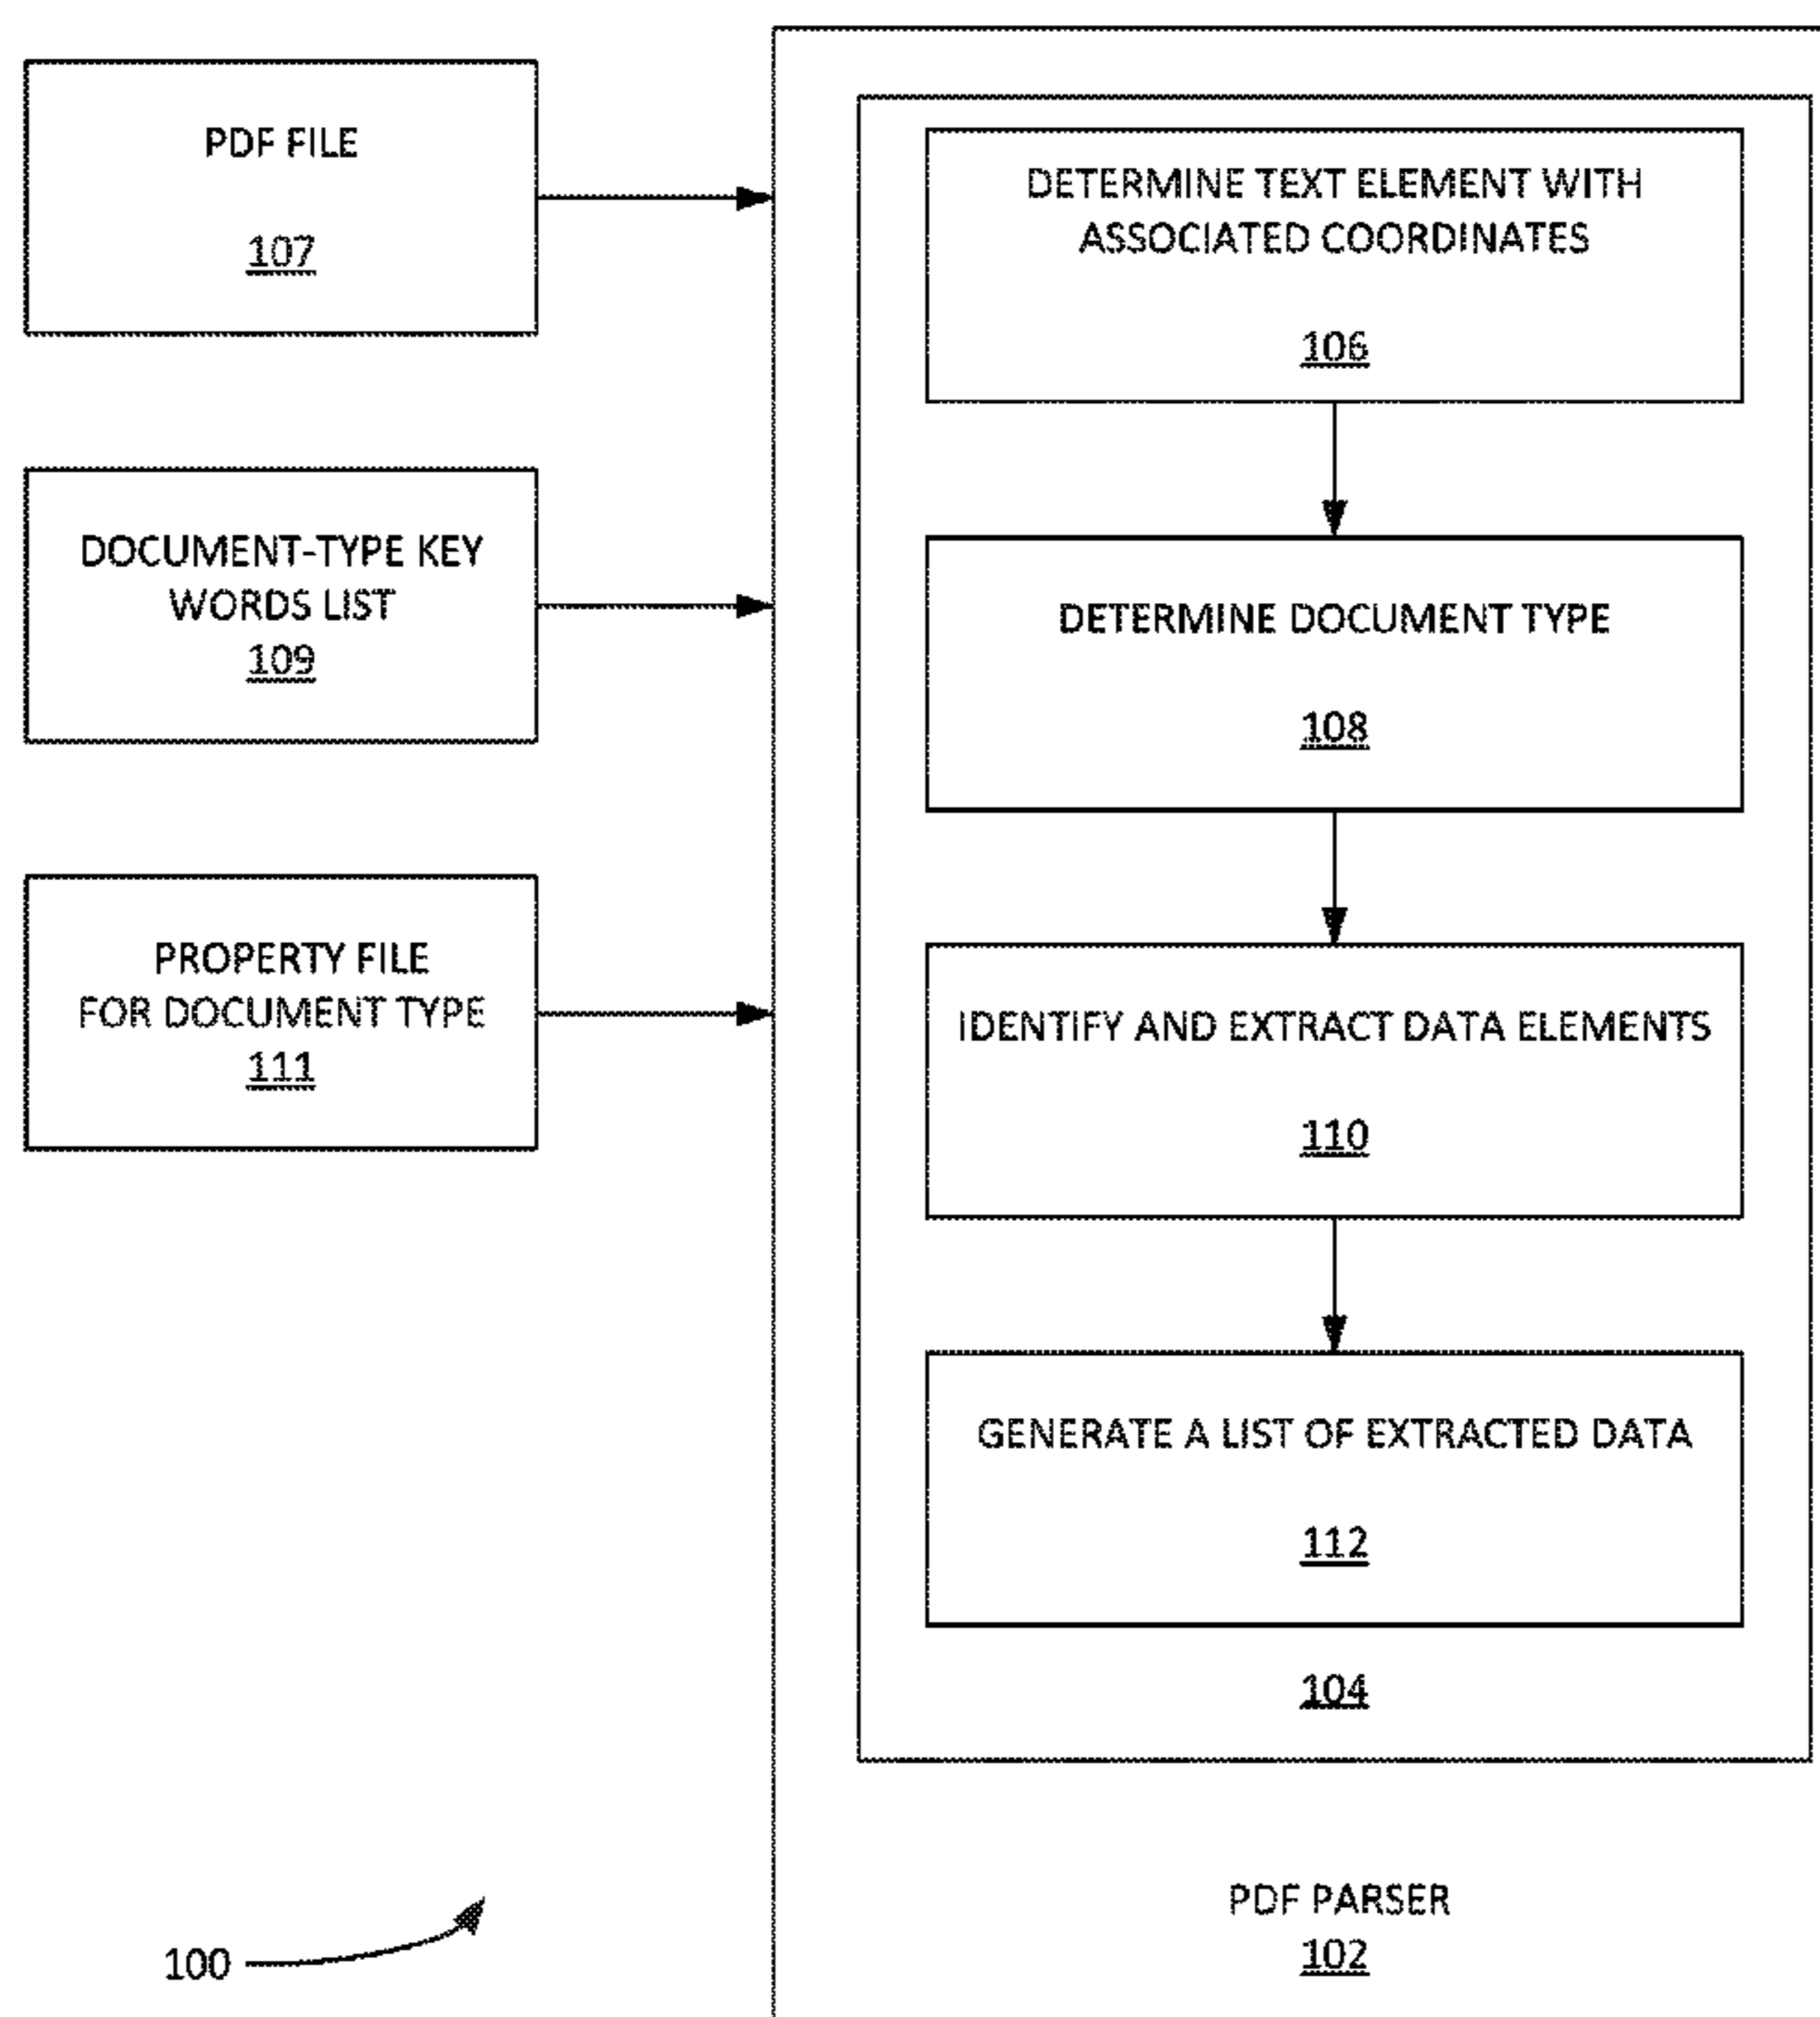 PDF FILE
107
DOCUMENT-TYPE KEY
WORDS LIST
109
PROPERTY FILE
FOR DOCUMENT TYPE
111
DETERMINE TEXT ELEMENT WITH
ASSOCIATED COORDINATES
106
DETERMINE DOCUMENT TYPE
108
IDENTIFY AND EXTRACT DATA ELEMENTS
110
GENERATE A LIST OF EXTRACTED DATA
112
104
PDF PARSER
102
100